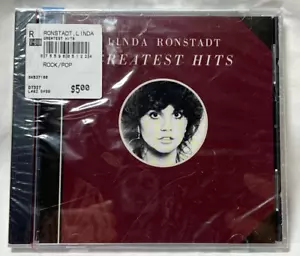 R
RONSTADT, LINDA
GREATEST HITS
ROCK/POP
$5.00
LINDA RONSTADT
GREATEST HITS